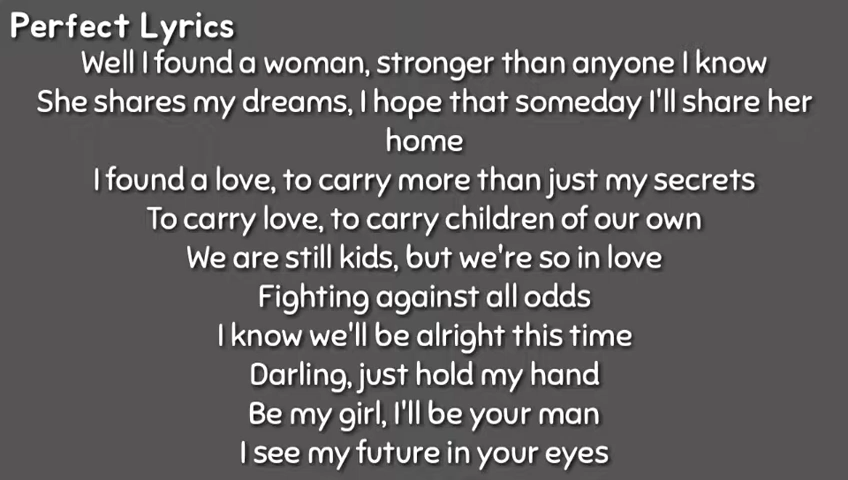 Perfect Lyrics
Well I found a woman, stronger than anyone I know
She shares my dreams, I hope that someday I'll share her
home
I found a love, to carry more than just my secrets
To carry love, to carry children of our own
We are still kids, but we're so in love
Fighting against all odds
I know we'll be alright this time
Darling, just hold my hand
Be my girl, I'll be your man
I see my future in your eyes